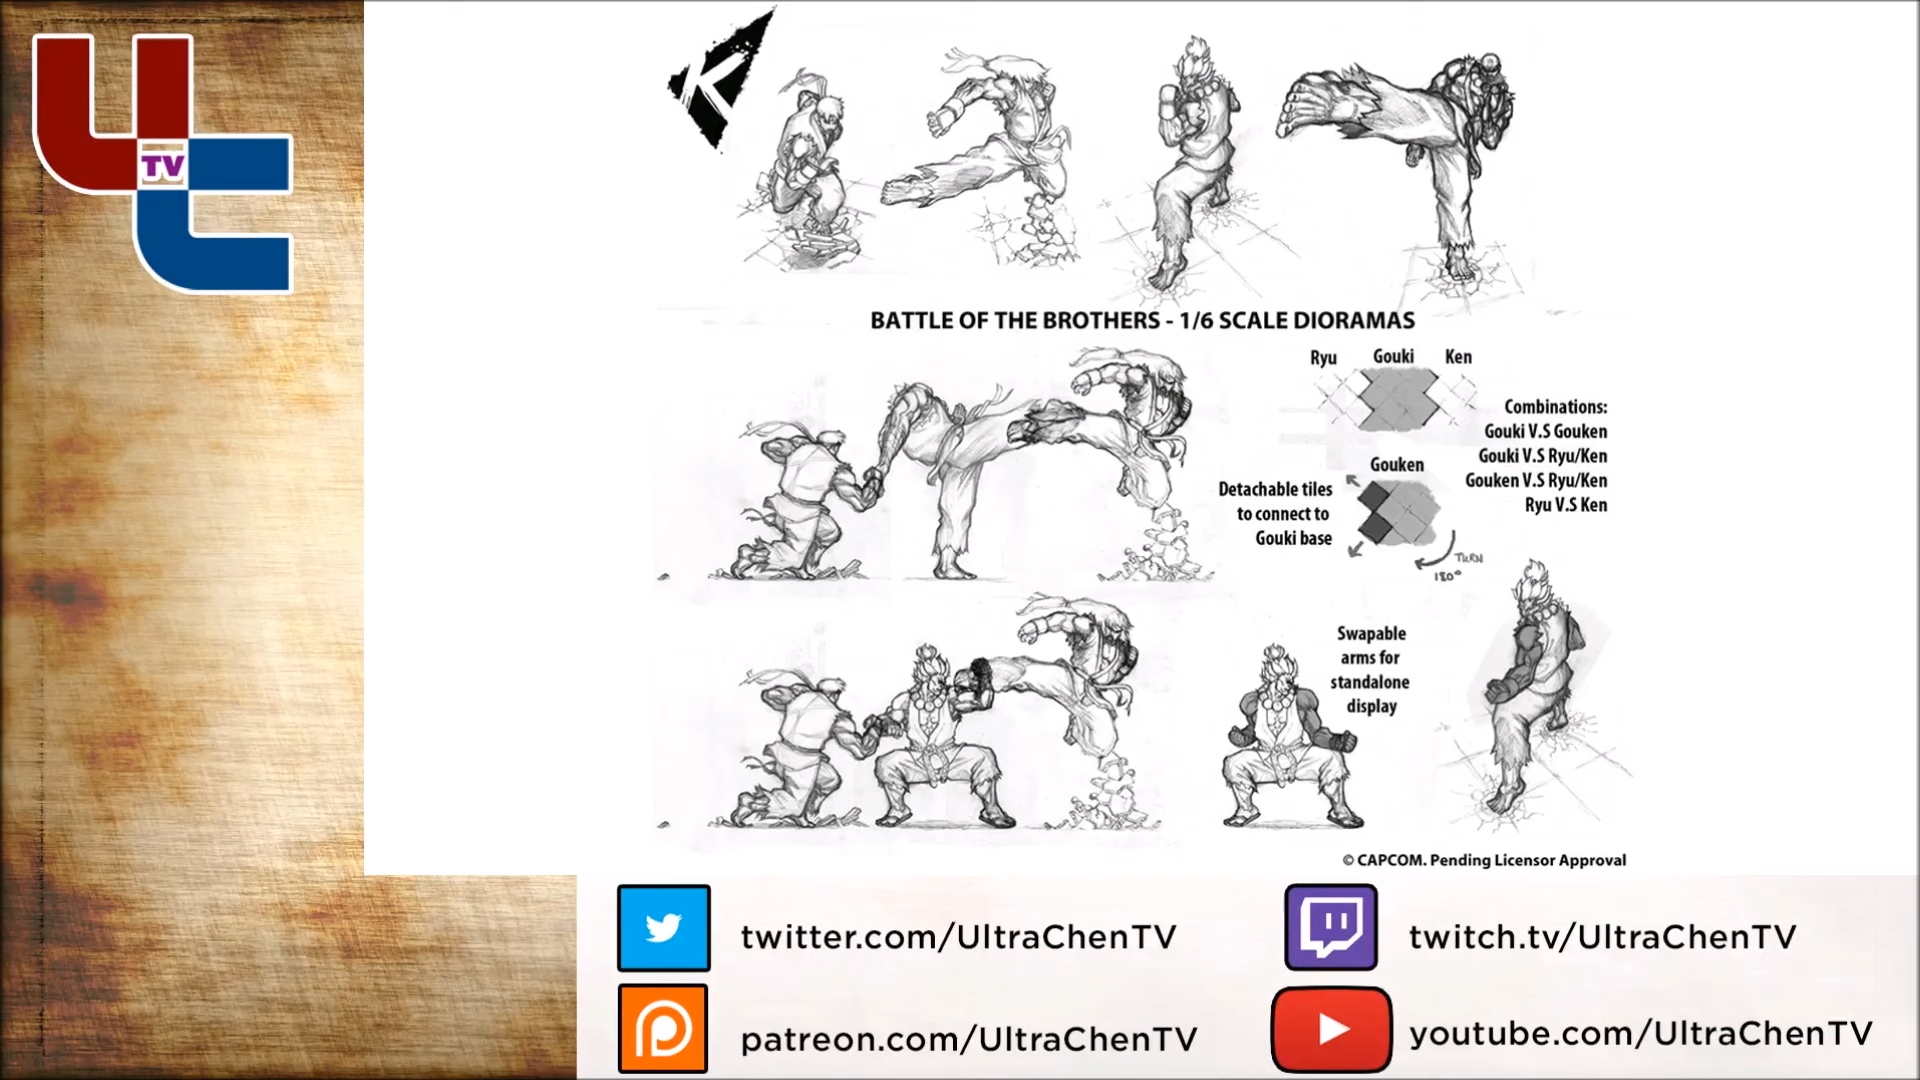 UC
TV
K
BATTLE OF THE BROTHERS - 1/6 SCALE DIORAMAS
Ryu
Gouki
Ken
Combinations:
Gouki V.S Gouken
Gouki V.S Ryu/Ken
Gouken V.S Ryu/Ken
Ryu V.S Ken
Gouken
Detachable tiles
to connect to
Gouki base
TURN
180°
Swapable
arms for
standalone
display
© CAPCOM. Pending Licensor Approval
twitter.com/UltraChenTV
twitch.tv/UltraChenTV
patreon.com/UltraChenTV
youtube.com/UltraChenTV